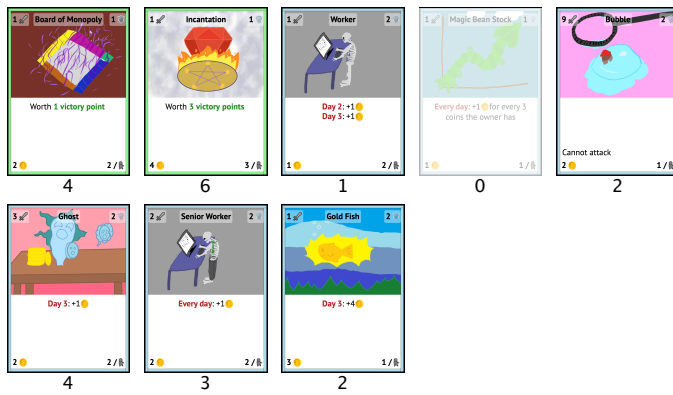 1 Board of Monopoly 1
Worth 1 victory point
2 2 /
4
1 Incantation 1
Worth 3 victory points
4 3 /
6
1 Worker 2
Day 2: +1
Day 3: +1
1 2 /
1
1 Magic Bean Stock 1
Every day: +1 for every 3
coins the owner has
1 1 /
0
9 Bubble 2
Cannot attack
2 1 /
2
3 Ghost 2
Day 3: +1
2 2 /
4
2 Senior Worker 2
Every day: +1
2 2 /
3
1 Gold Fish 2
Day 3: +4
3 1 /
2